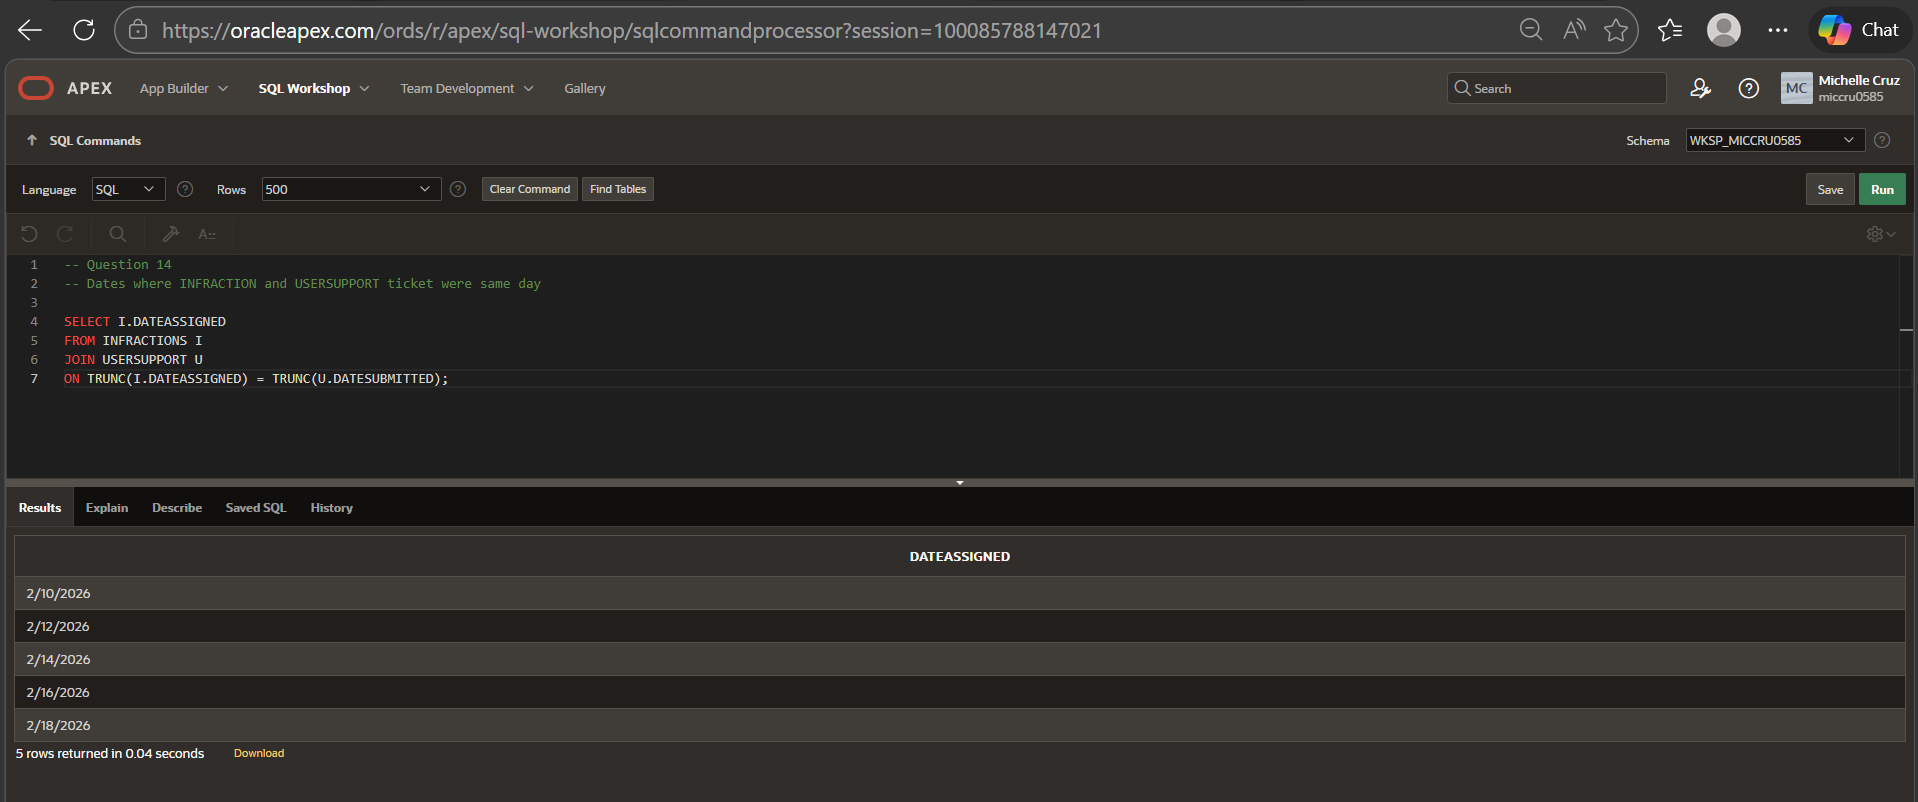 https://oracleapex.com/ords/r/apex/sql-workshop/sqlcommandprocessor?session=100085788147021
Chat
APEX App Builder SQL Workshop Team Development Gallery Search MC Michelle Cruz
miccru0585
SQL Commands Schema WKSP_MICCRU0585
Language SQL Rows 500 Clear Command Find Tables Save Run
1 -- Question 14
2 -- Dates where INFRACTION and USERSUPPORT ticket were same day
3
4 SELECT I.DATEASSIGNED
5 FROM INFRACTIONS I
6 JOIN USERSUPPORT U
7 ON TRUNC(I.DATEASSIGNED) = TRUNC(U.DATESUBMITTED);
Results Explain Describe Saved SQL History
DATEASSIGNED
2/10/2026
2/12/2026
2/14/2026
2/16/2026
2/18/2026
5 rows returned in 0.04 seconds Download